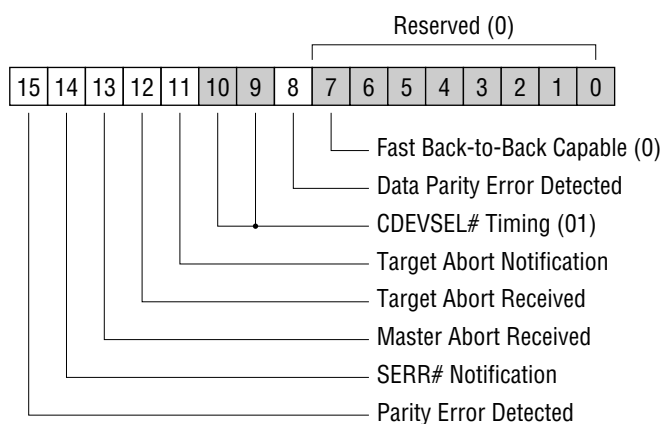 Reserved (0)
15 14 13 12 11 10 9 8 7 6 5 4 3 2 1 0
Fast Back-to-Back Capable (0)
Data Parity Error Detected
CDEVSEL# Timing (01)
Target Abort Notification
Target Abort Received
Master Abort Received
SERR# Notification
Parity Error Detected